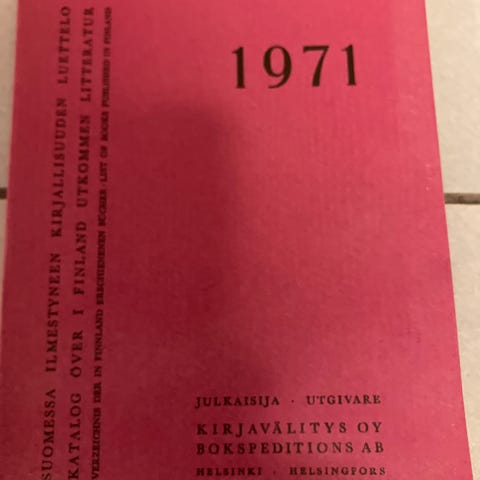 1971
SUOMESSA ILMESTYNEEN KIRJALLISUUDEN LUETTELO
KATALOG ÖVER I FINLAND UTKOMMEN LITTERATUR
VERZEICHNIS DER IN FINNLAND ERSCHIENENEN BÜCHER · LIST OF BOOKS PUBLISHED IN FINLAND
JULKAISIJA · UTGIVARE
KIRJAVÄLITYS OY
BOKSPEDITIONS AB
HELSINKI · HELSINGFORS